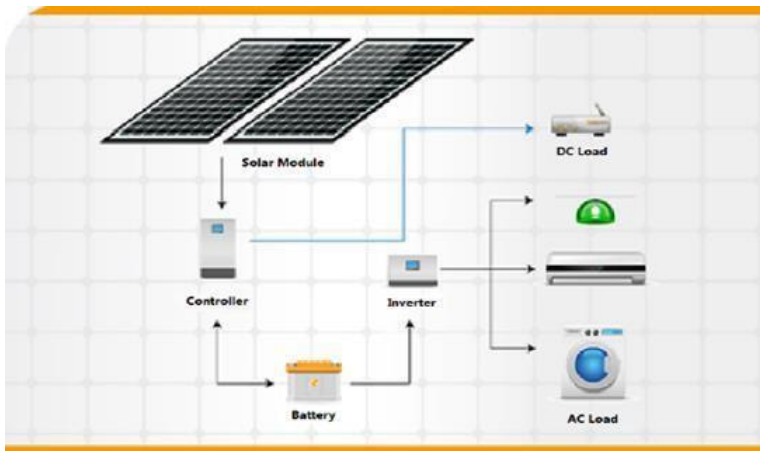 Solar Module
DC Load
Controller
Inverter
Battery
AC Load